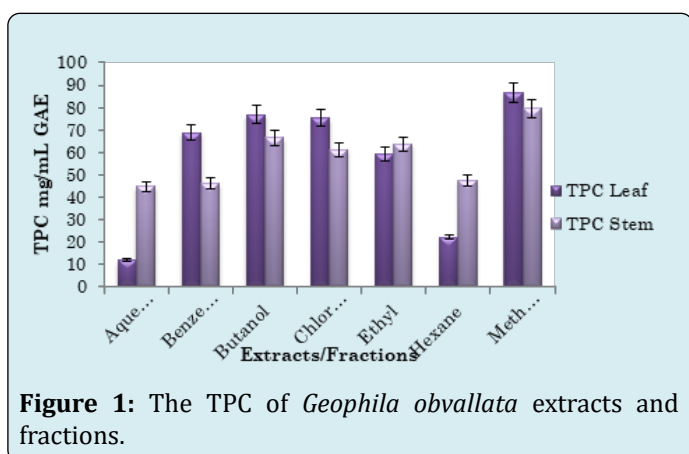 100
90
80
70
60
50
40
30
20
10
0
TPC mg/mL GAE
Aque...
Benze...
Butanol
Chlor...
Ethyl
Hexane
Meth...
Extracts/Fractions
TPC Leaf
TPC Stem
Figure 1: The TPC of Geophila obvallata extracts and
fractions.